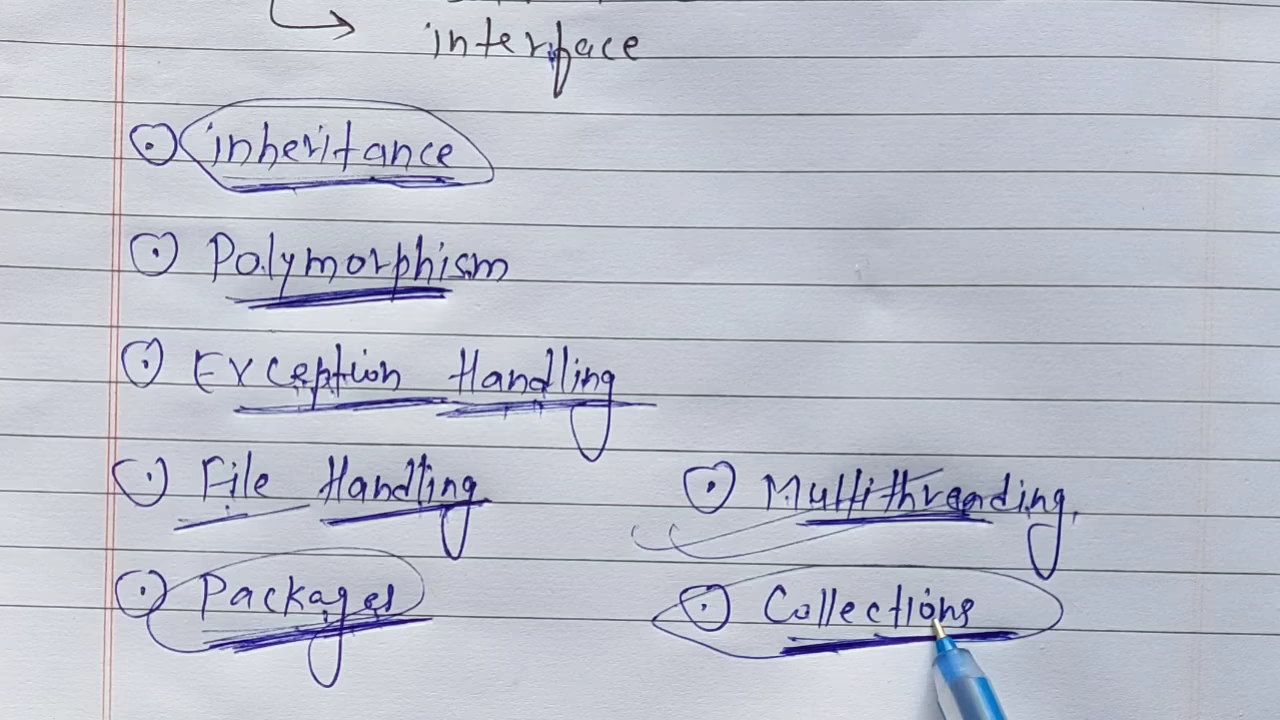 interface
inheritance
Polymorphism
Exception Handling
File Handling
Multithreading.
Packages
Collections